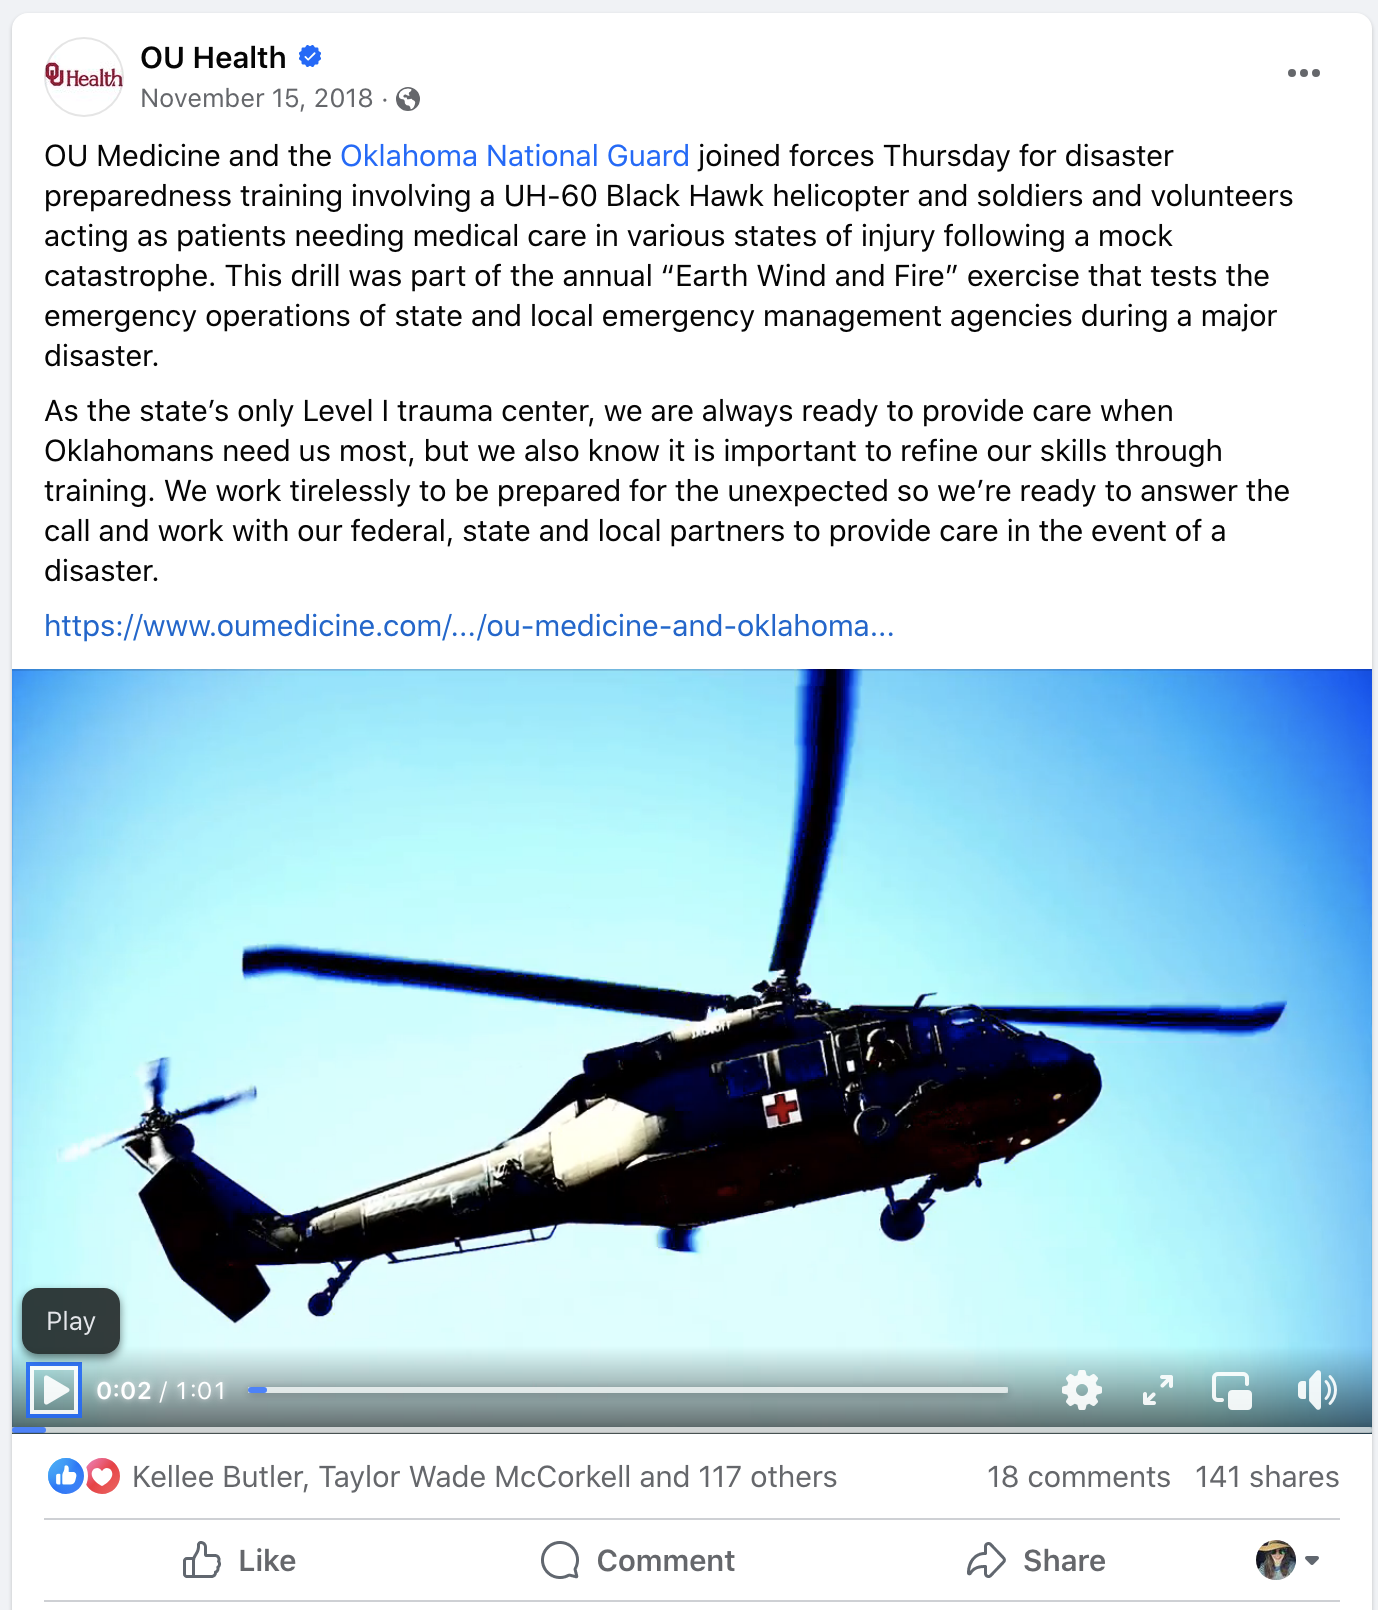 OU Health
OU Health
November 15, 2018 ·
OU Medicine and the Oklahoma National Guard joined forces Thursday for disaster
preparedness training involving a UH-60 Black Hawk helicopter and soldiers and volunteers
acting as patients needing medical care in various states of injury following a mock
catastrophe. This drill was part of the annual “Earth Wind and Fire” exercise that tests the
emergency operations of state and local emergency management agencies during a major
disaster.
As the state’s only Level I trauma center, we are always ready to provide care when
Oklahomans need us most, but we also know it is important to refine our skills through
training. We work tirelessly to be prepared for the unexpected so we’re ready to answer the
call and work with our federal, state and local partners to provide care in the event of a
disaster.
https://www.oumedicine.com/.../ou-medicine-and-oklahoma...
Play
0:02 / 1:01
Kellee Butler, Taylor Wade McCorkell and 117 others
18 comments 141 shares
Like
Comment
Share